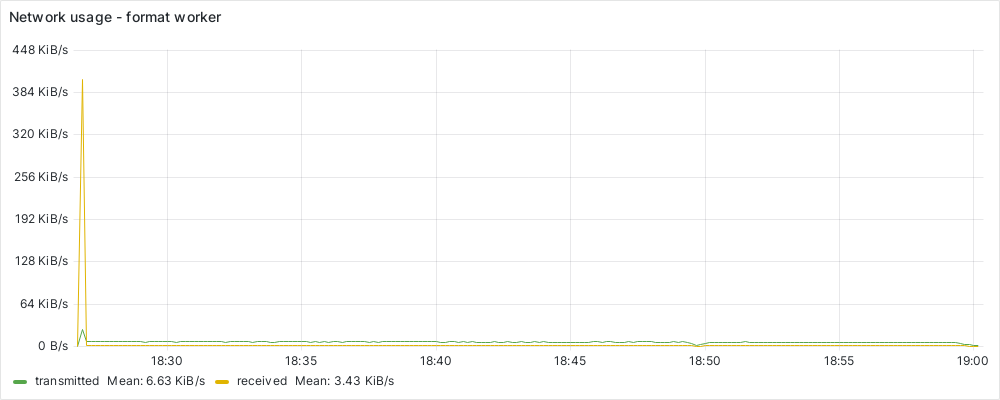 Network usage - format worker
448 KiB/s
384 KiB/s
320 KiB/s
256 KiB/s
192 KiB/s
128 KiB/s
64 KiB/s
0 B/s
18:30 18:35 18:40 18:45 18:50 18:55 19:00
transmitted Mean: 6.63 KiB/s received Mean: 3.43 KiB/s